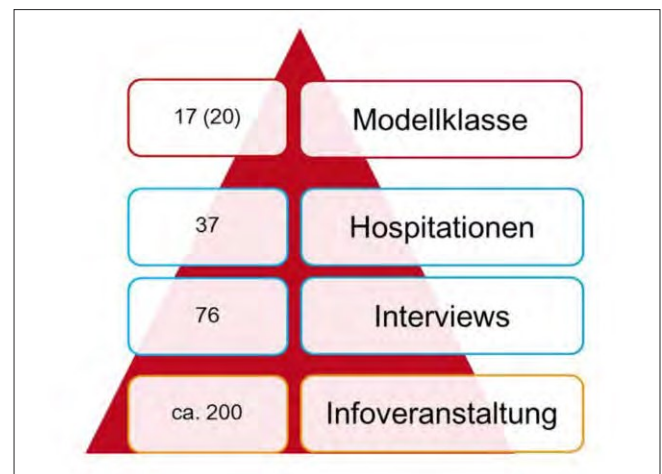 17 (20) Modellklasse
37 Hospitationen
76 Interviews
ca. 200 Infoveranstaltung